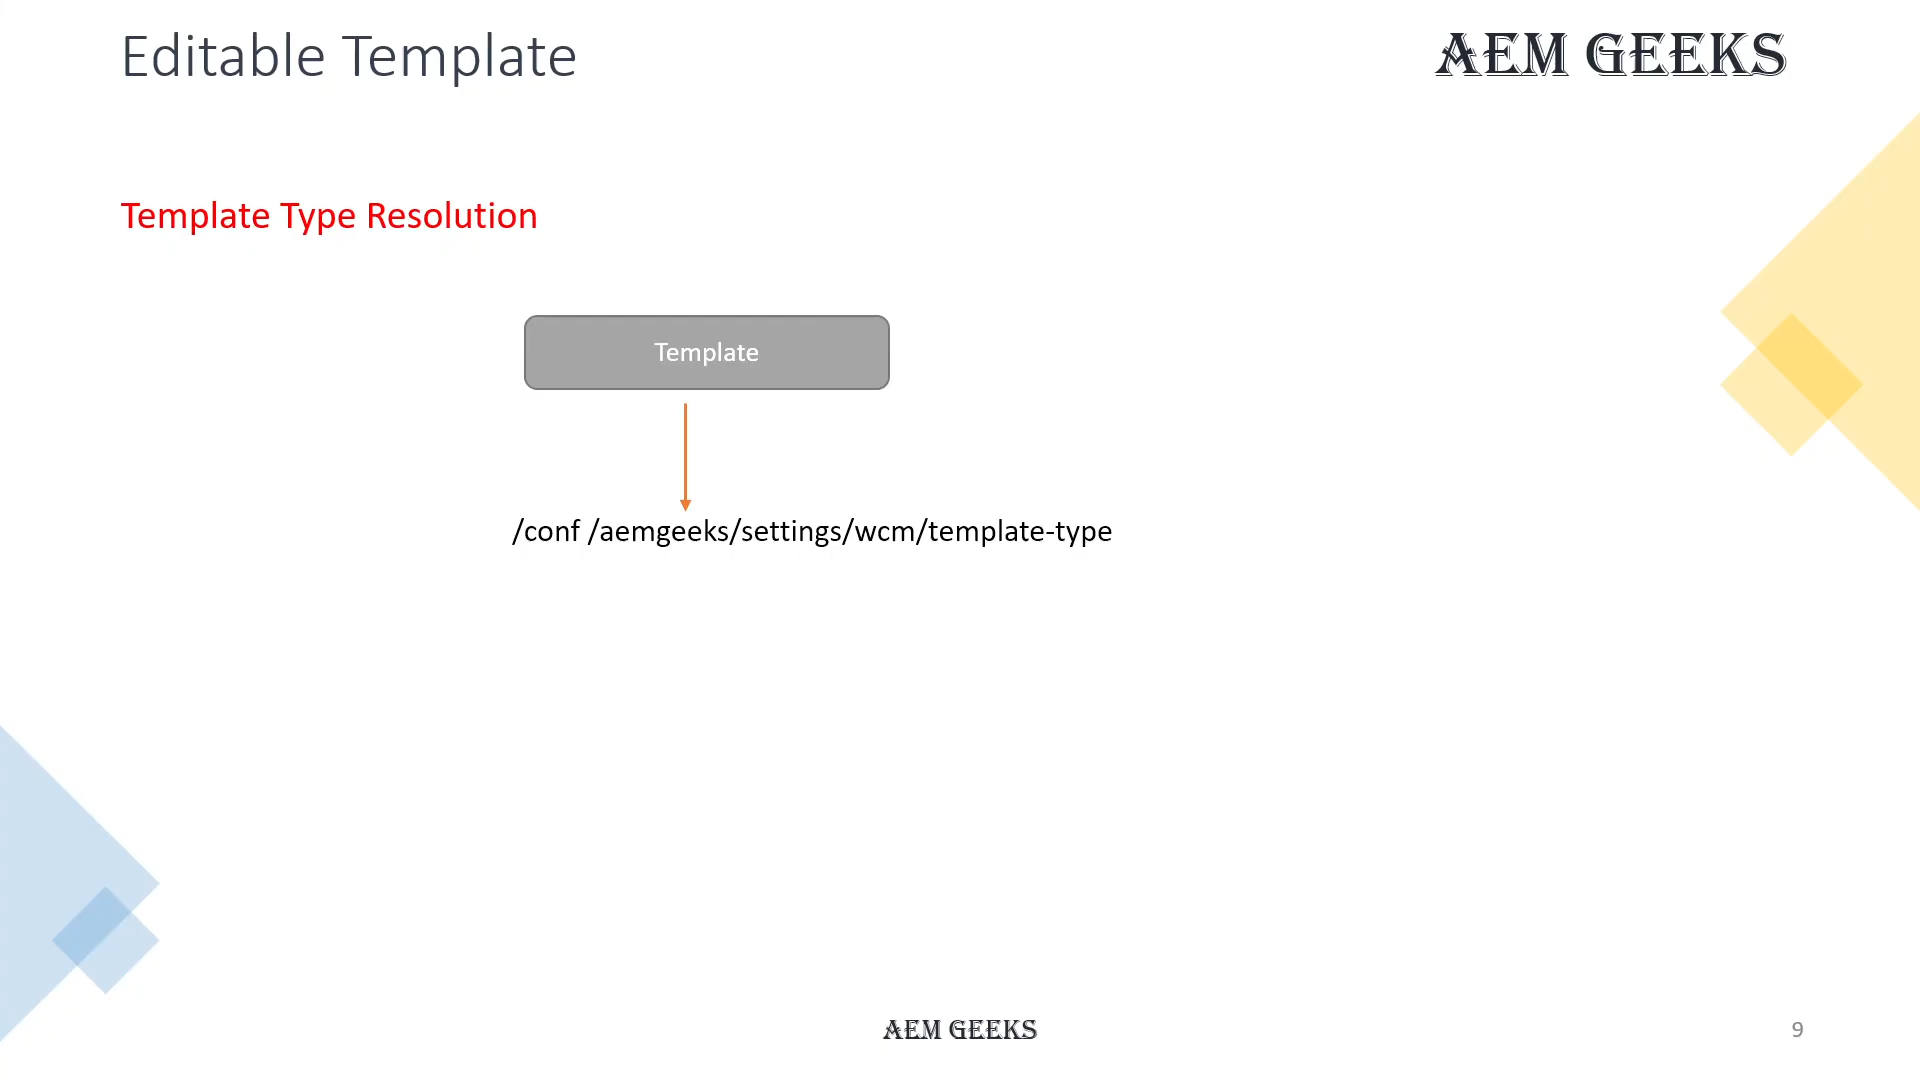 Editable Template
AEM GEEKS
Template Type Resolution
Template
/conf /aemgeeks/settings/wcm/template-type
AEM GEEKS
9